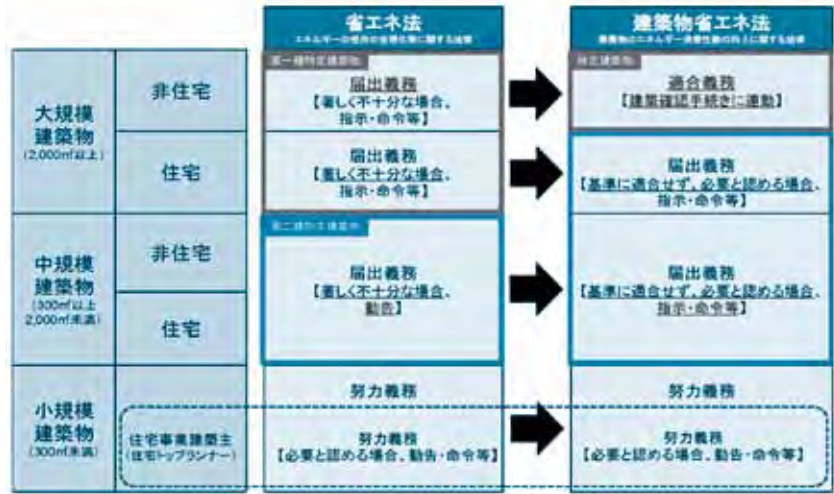 省エネ法
エネルギーの使用の合理化等に関する法律
建築物省エネ法
建築物のエネルギー消費性能の向上に関する法律
大規模
建築物
(2,000㎡以上)
非住宅
第一種特定建築物
届出義務
【著しく不十分な場合、
指示・命令等】
特定建築物
適合義務
【建築確認手続きに連動】
住宅
届出義務
【著しく不十分な場合、
指示・命令等】
届出義務
【基準に適合せず、必要と認める場合、
指示・命令等】
中規模
建築物
(300㎡以上
2,000㎡未満)
非住宅
住宅
第二種特定建築物
届出義務
【著しく不十分な場合、
勧告】
届出義務
【基準に適合せず、必要と認める場合、
指示・命令等】
小規模
建築物
(300㎡未満)
努力義務
努力義務
住宅事業建築主
(住宅トップランナー)
努力義務
【必要と認める場合、勧告・命令等】
努力義務
【必要と認める場合、勧告・命令等】